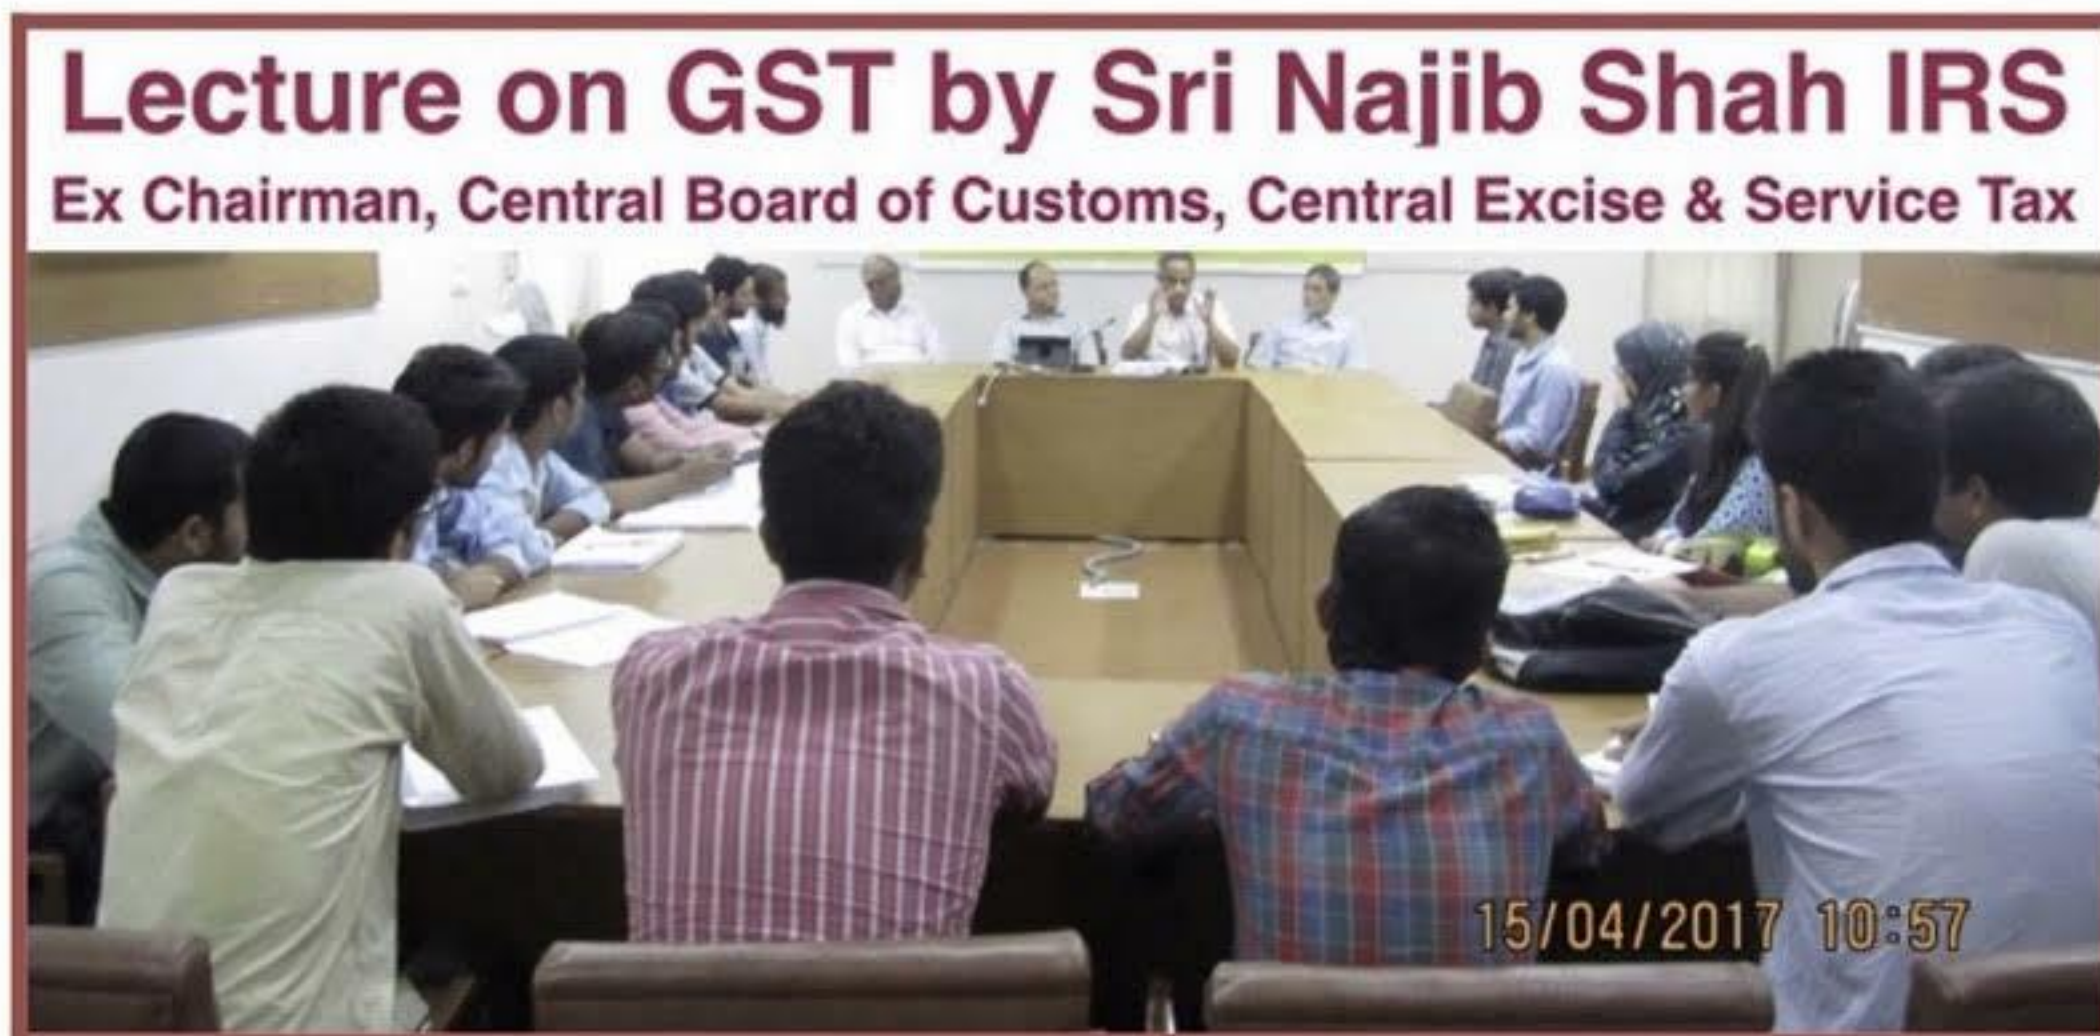 Lecture on GST by Sri Najib Shah IRS
Ex Chairman, Central Board of Customs, Central Excise & Service Tax
15/04/2017 10:57